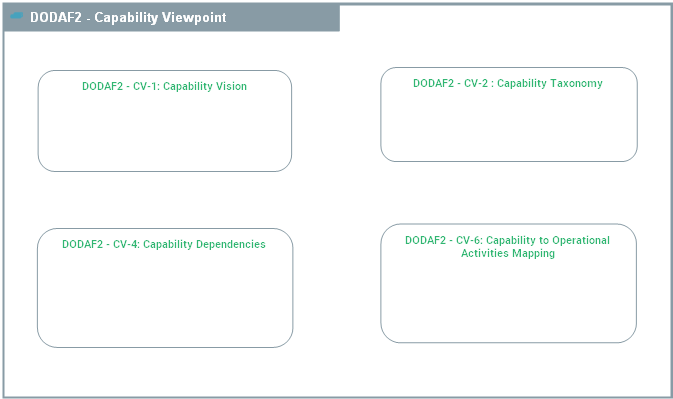 DODAF2 - Capability Viewpoint
DODAF2 - CV-1: Capability Vision
DODAF2 - CV-2 : Capability Taxonomy
DODAF2 - CV-4: Capability Dependencies
DODAF2 - CV-6: Capability to Operational
Activities Mapping